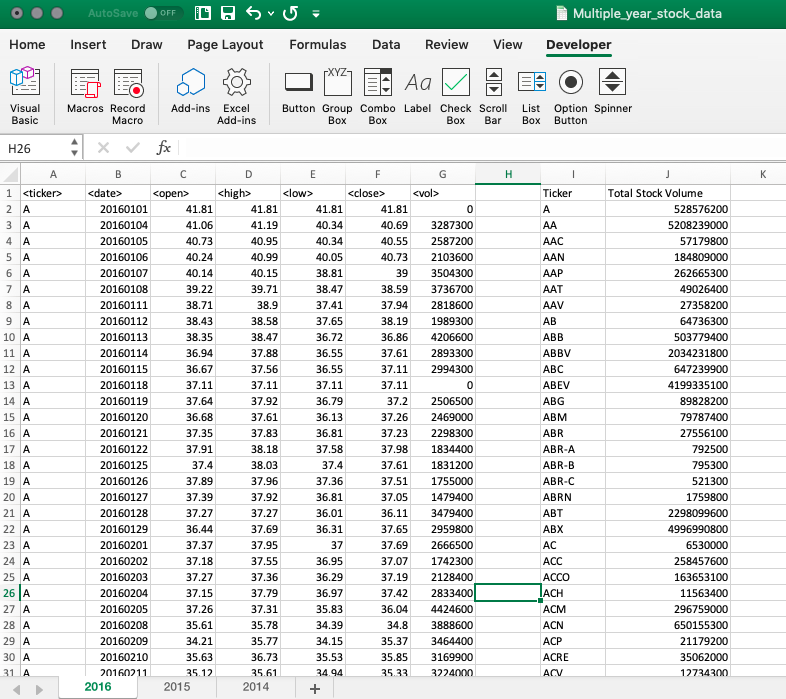 AutoSave OFF Multiple_year_stock_data
Home Insert Draw Page Layout Formulas Data Review View Developer
XYZ Aa
Visual Basic Macros Record Macro Add-ins Excel Add-ins Button Group Box Combo Box Label Check Box Scroll Bar List Box Option Button Spinner
H26 fx
A B C D E F G H I J K
1 <ticker> <date> <open> <high> <low> <close> <vol> Ticker Total Stock Volume
2 A 20160101 41.81 41.81 41.81 41.81 0 A 528576200
3 A 20160104 41.06 41.19 40.34 40.69 3287300 AA 5208239000
4 A 20160105 40.73 40.95 40.34 40.55 2587200 AAC 57179800
5 A 20160106 40.24 40.99 40.05 40.73 2103600 AAN 184809000
6 A 20160107 40.14 40.15 38.81 39 3504300 AAP 262665300
7 A 20160108 39.22 39.71 38.47 38.59 3736700 AAT 49026400
8 A 20160111 38.71 38.9 37.41 37.94 2818600 AAV 27358200
9 A 20160112 38.43 38.58 37.65 38.19 1989300 AB 64736300
10 A 20160113 38.35 38.47 36.72 36.86 4206600 ABB 503779400
11 A 20160114 36.94 37.88 36.55 37.61 2893300 ABBV 2034231800
12 A 20160115 36.67 37.56 36.55 37.11 2994300 ABC 647239900
13 A 20160118 37.11 37.11 37.11 37.11 0 ABEV 4199335100
14 A 20160119 37.64 37.92 36.79 37.2 2506500 ABG 89828200
15 A 20160120 36.68 37.61 36.13 37.26 2469000 ABM 79787400
16 A 20160121 37.35 37.83 36.81 37.23 2298300 ABR 27556100
17 A 20160122 37.91 38.18 37.58 37.98 1834400 ABR-A 792500
18 A 20160125 37.4 38.03 37.4 37.61 1831200 ABR-B 795300
19 A 20160126 37.89 37.96 37.36 37.51 1755000 ABR-C 521300
20 A 20160127 37.39 37.92 36.81 37.05 1479400 ABRN 1759800
21 A 20160128 37.27 37.27 36.01 36.11 3479400 ABT 2298099600
22 A 20160129 36.44 37.69 36.31 37.65 2959800 ABX 4996990800
23 A 20160201 37.37 37.95 37 37.69 2666500 AC 6530000
24 A 20160202 37.18 37.55 36.95 37.07 1742300 ACC 258457600
25 A 20160203 37.27 37.36 36.29 37.19 2128400 ACCO 163653100
26 A 20160204 37.15 37.79 36.97 37.42 2833400 ACH 11563400
27 A 20160205 37.26 37.31 35.83 36.04 4424600 ACM 296759000
28 A 20160208 35.61 35.78 34.39 34.8 3888600 ACN 650155300
29 A 20160209 34.21 35.77 34.15 35.37 3464400 ACP 21179200
30 A 20160210 35.63 36.73 35.53 35.85 3169900 ACRE 35062000
31 A 20160211 35.12 35.61 34.94 35.33 3224000 ACV 12734300
2016 2015 2014